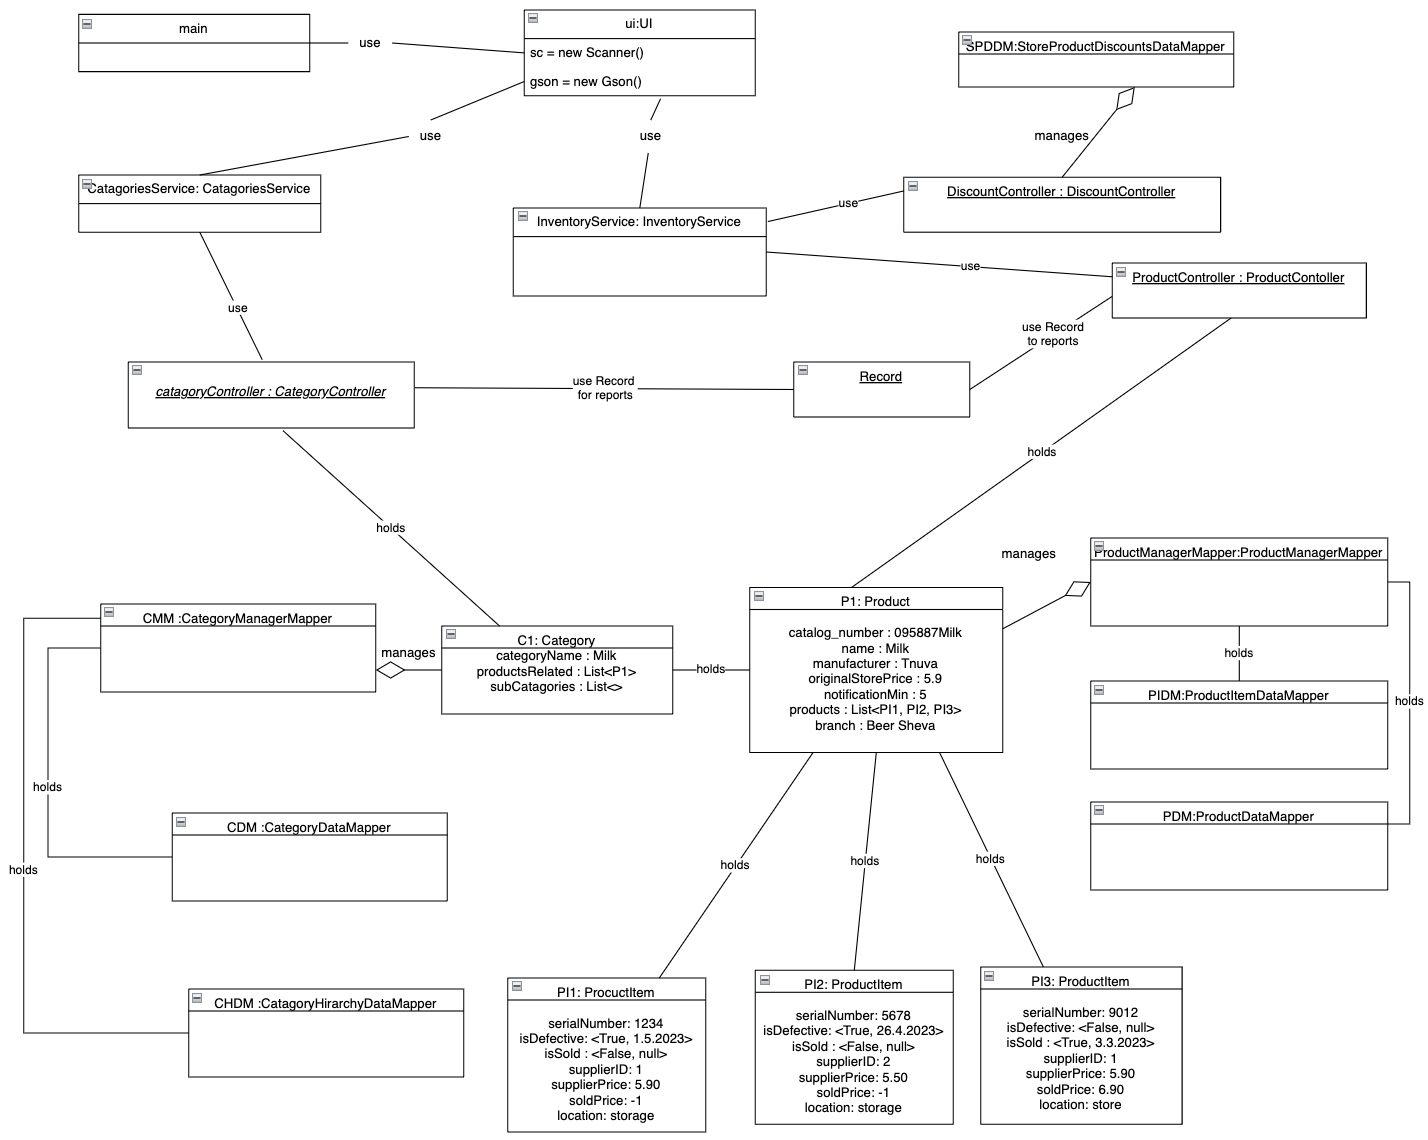 main
use
ui:UI
sc = new Scanner()
gson = new Gson()
SPDDM:StoreProductDiscountsDataMapper
use
use
manages
CatagoriesService: CatagoriesService
InventoryService: InventoryService
use
DiscountController : DiscountController
use
ProductController : ProductContoller
use
use Record
to reports
catagoryController : CategoryController
use Record
for reports
Record
holds
holds
manages
ProductManagerMapper:ProductManagerMapper
CMM :CategoryManagerMapper
manages
C1: Category
categoryName : Milk
productsRelated : List<P1>
subCatagories : List<>
holds
P1: Product
catalog_number : 095887Milk
name : Milk
manufacturer : Tnuva
originalStorePrice : 5.9
notificationMin : 5
products : List<PI1, PI2, PI3>
branch : Beer Sheva
holds
PIDM:ProductItemDataMapper
holds
PDM:ProductDataMapper
holds
CDM :CategoryDataMapper
holds
holds
holds
holds
CHDM :CatagoryHirarchyDataMapper
PI1: ProcuctItem
serialNumber: 1234
isDefective: <True, 1.5.2023>
isSold : <False, null>
supplierID: 1
supplierPrice: 5.90
soldPrice: -1
location: storage
PI2: ProductItem
serialNumber: 5678
isDefective: <True, 26.4.2023>
isSold : <False, null>
supplierID: 2
supplierPrice: 5.50
soldPrice: -1
location: storage
PI3: ProductItem
serialNumber: 9012
isDefective: <False, null>
isSold : <True, 3.3.2023>
supplierID: 1
supplierPrice: 5.90
soldPrice: 6.90
location: store